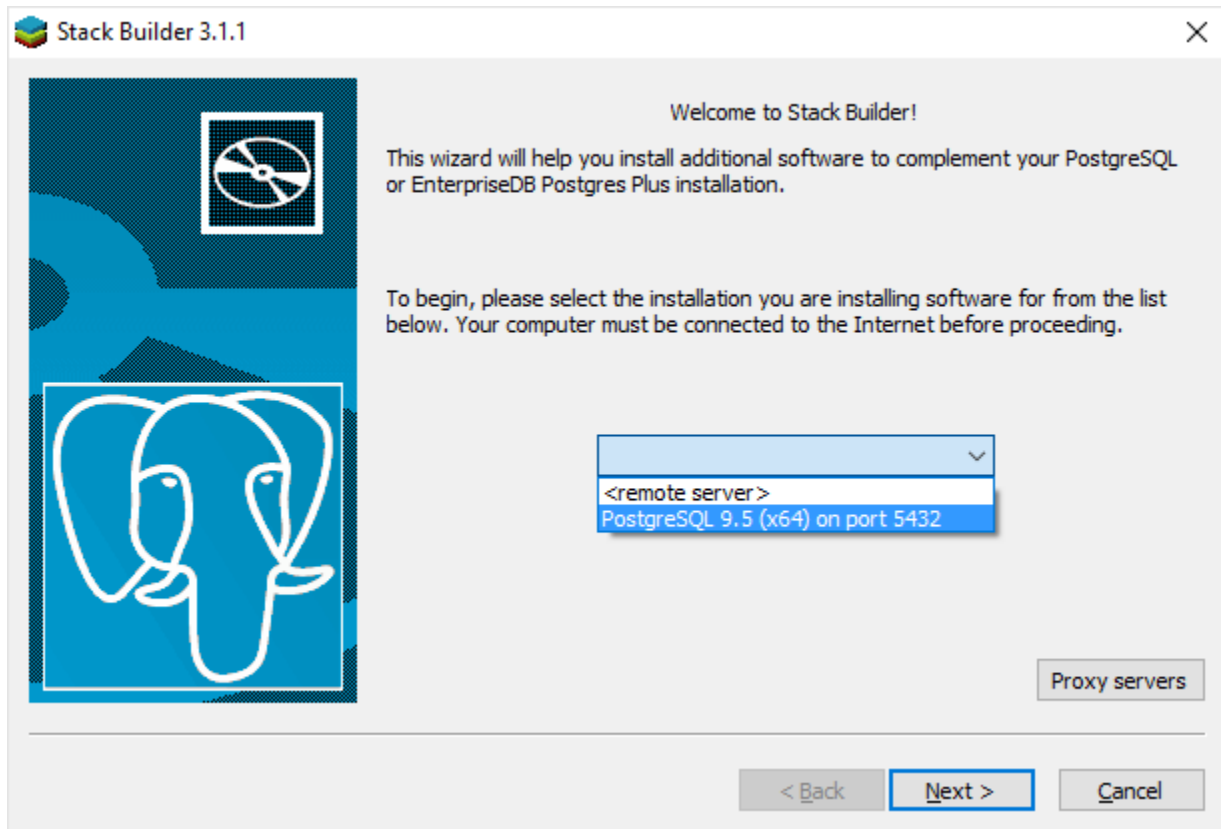 Stack Builder 3.1.1
Welcome to Stack Builder!
This wizard will help you install additional software to complement your PostgreSQL
or EnterpriseDB Postgres Plus installation.
To begin, please select the installation you are installing software for from the list
below. Your computer must be connected to the Internet before proceeding.
<remote server>
PostgreSQL 9.5 (x64) on port 5432
Proxy servers
< Back
Next >
Cancel